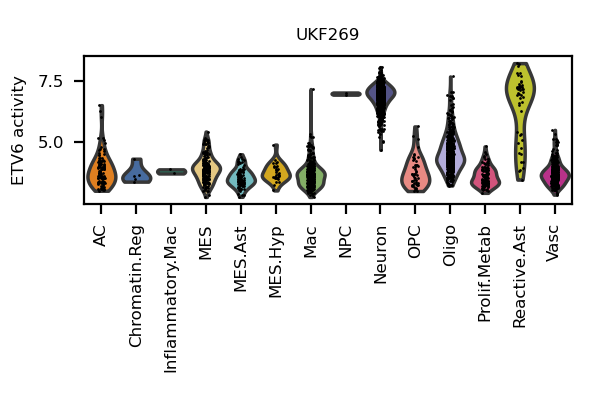 UKF269
ETV6 activity
7.5
5.0
AC
Chromatin.Reg
Inflammatory.Mac
MES
MES.Ast
MES.Hyp
Mac
NPC
Neuron
OPC
Oligo
Prolif.Metab
Reactive.Ast
Vasc